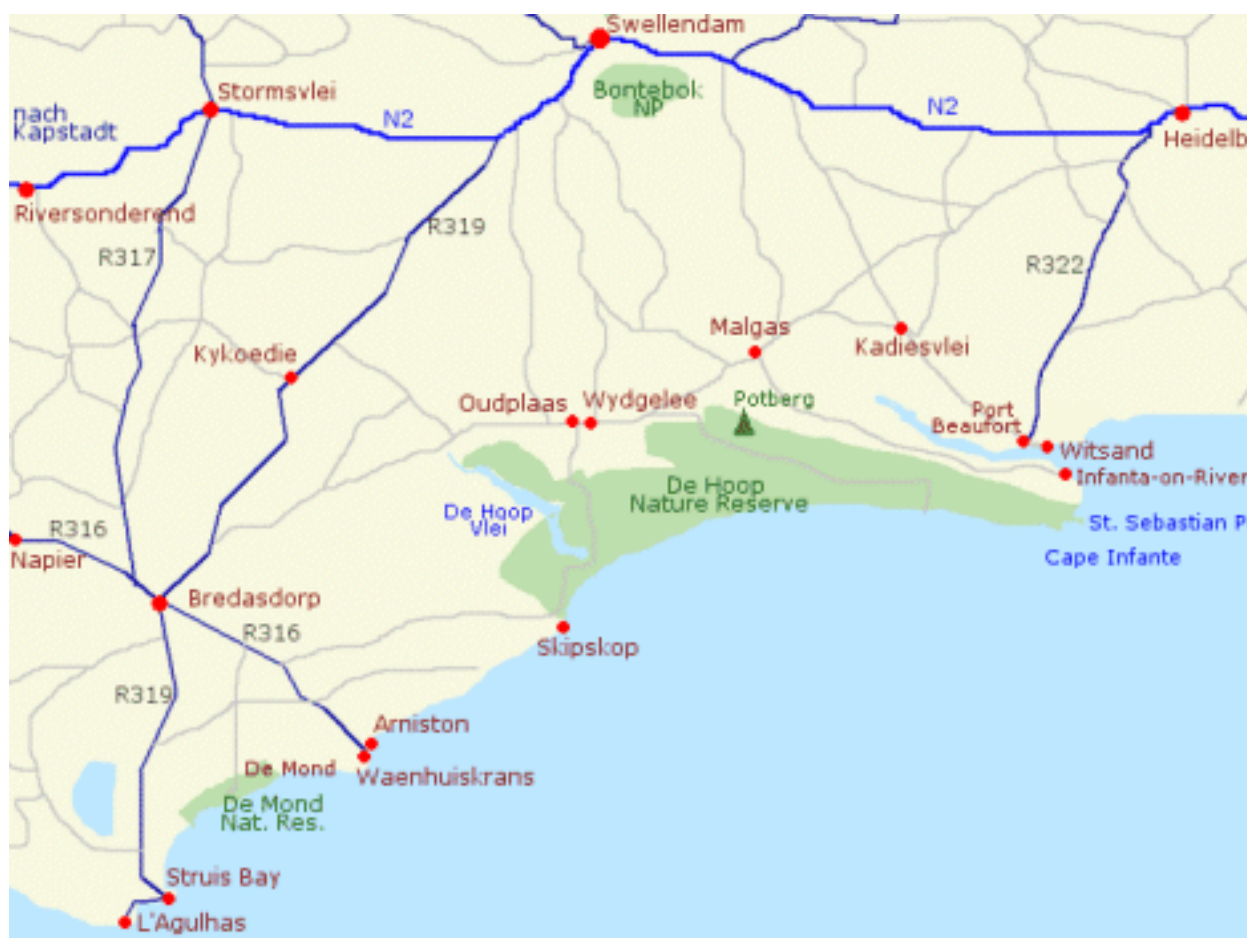 Swellendam
Stormsvlei
Bontebok
NP
nach
Kapstadt
N2
N2
Heidelb
Riversonderend
R319
R317
R322
Malgas
Kadiesvlei
Kykoedie
Oudplaas
Wydgelee
Potberg
Port
Beaufort
Witsand
Infanta-on-River
De Hoop
Nature Reserve
De Hoop
Vlei
St. Sebastian P
Cape Infante
R316
Napier
Bredasdorp
R316
Skipskop
R319
Arniston
De Mond
Waenhuiskrans
De Mond
Nat. Res.
Struis Bay
L'Agulhas